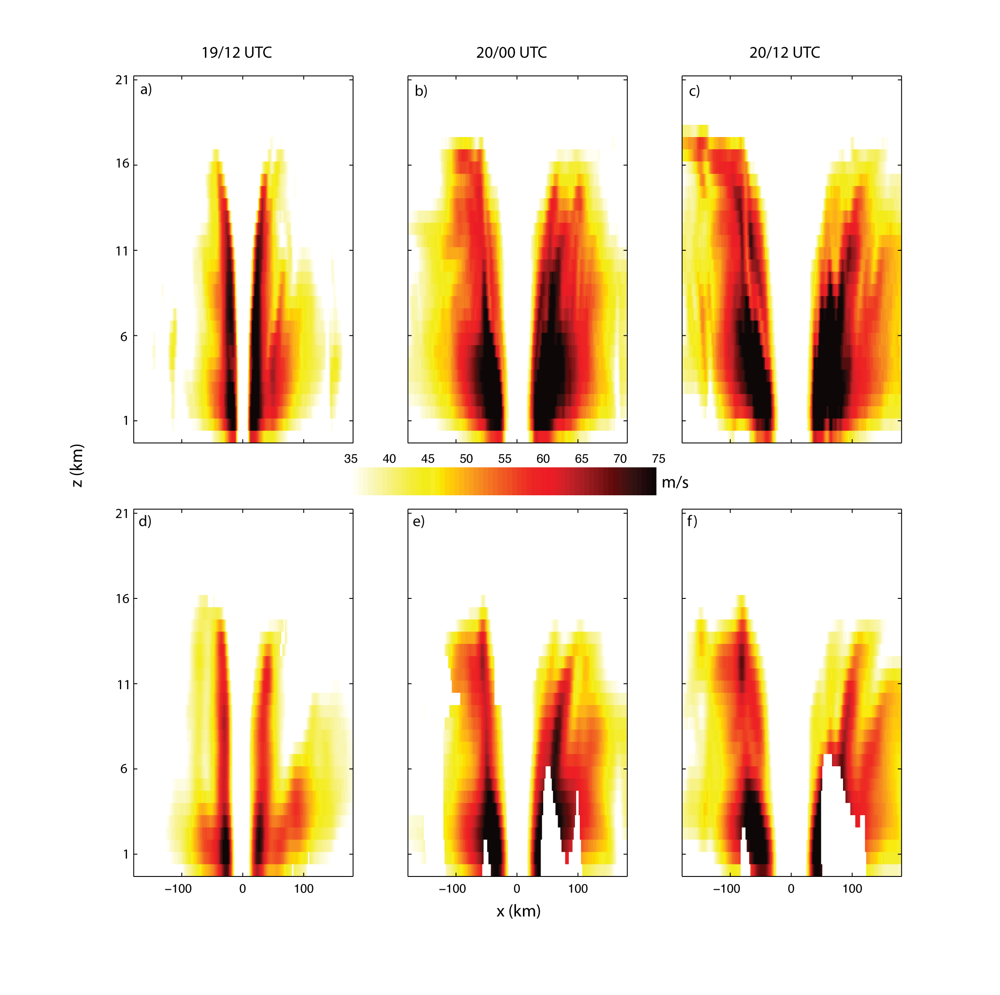 19/12 UTC 20/00 UTC 20/12 UTC
21
a) b) c)
16
11
6
1
z (km)
35 40 45 50 55 60 65 70 75
m/s
21
d) e) f)
16
11
6
1
−100 0 100 −100 0 100 −100 0 100
x (km)